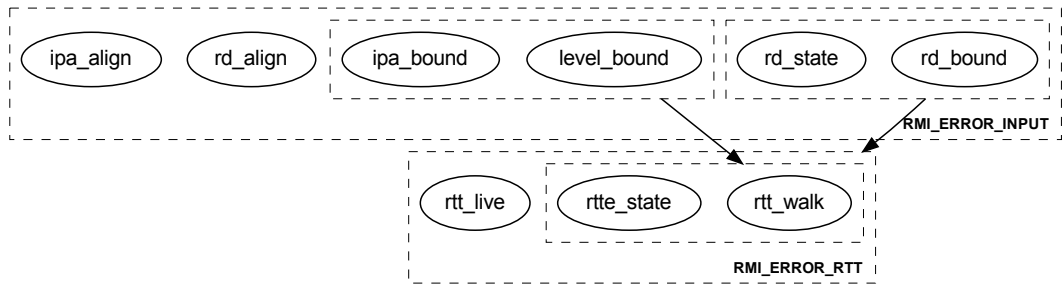 ipa_align rd_align ipa_bound level_bound rd_state rd_bound
RMI_ERROR_INPUT
rtt_live rtte_state rtt_walk
RMI_ERROR_RTT